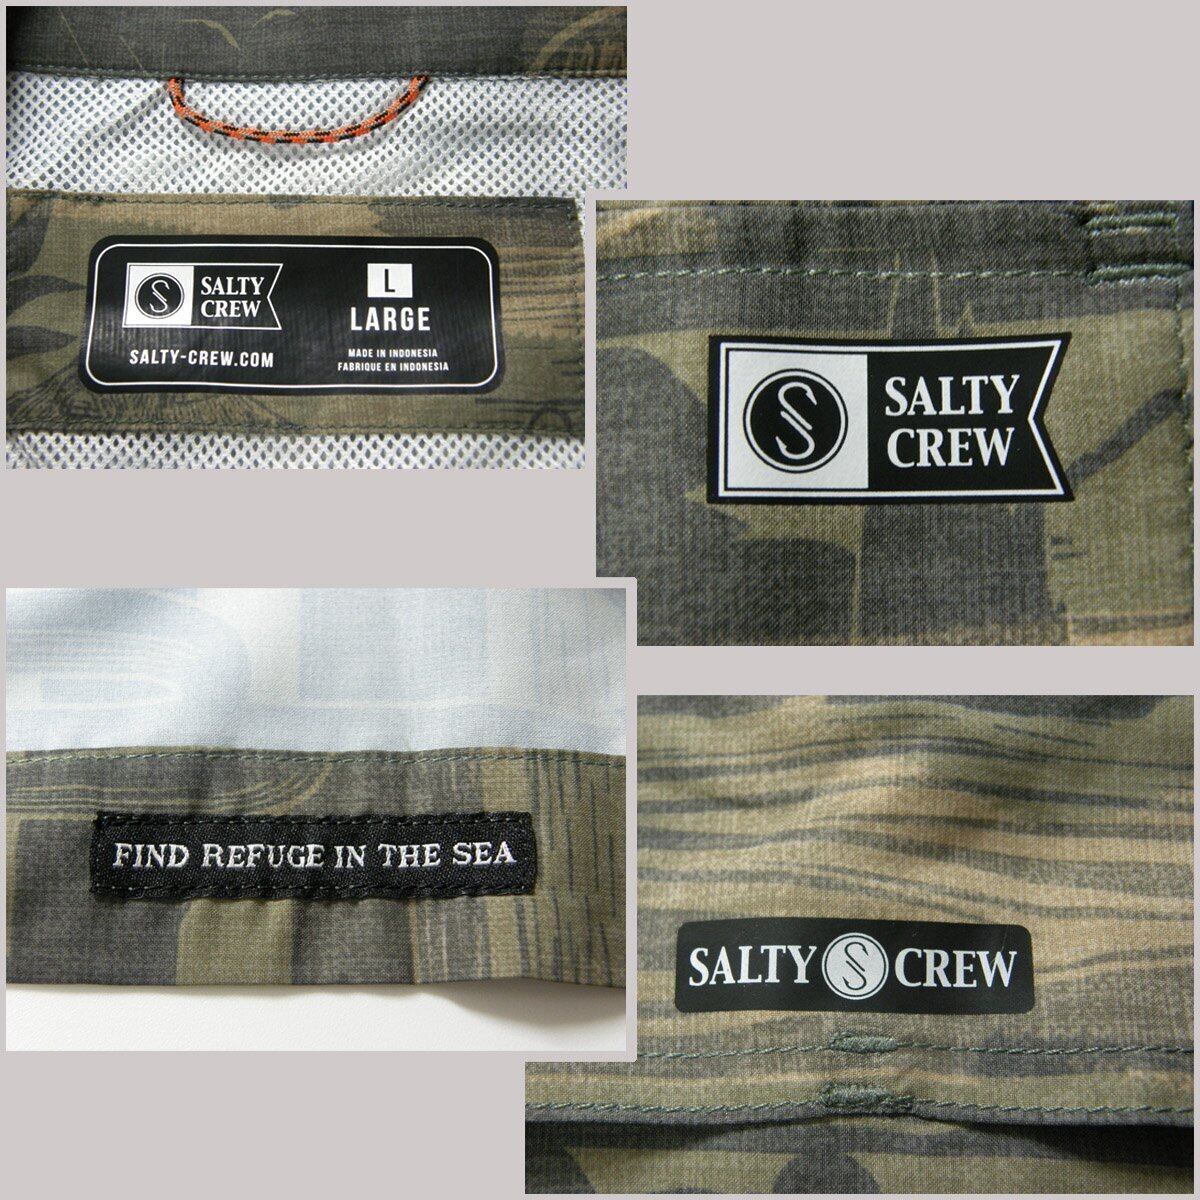 S
SALTY
CREW
SALTY-CREW.COM
L
LARGE
MADE IN INDONESIA
FABRIQUE EN INDONESIA
S
SALTY
CREW
FIND REFUGE IN THE SEA
SALTY S CREW